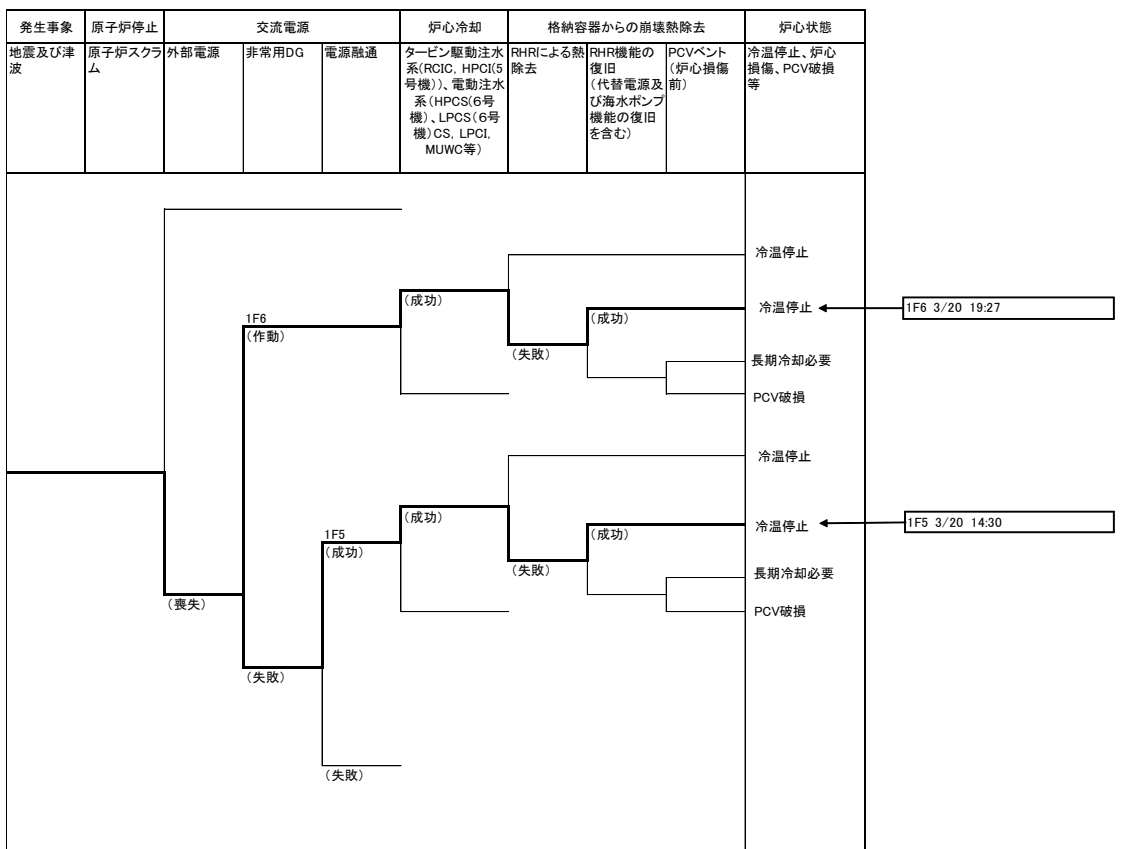 発生事象
原子炉停止
交流電源
炉心冷却
格納容器からの崩壊熱除去
炉心状態
地震及び津
波
原子炉スクラ
ム
外部電源
非常用DG
電源融通
タービン駆動注水
系(RCIC, HPCI(5
号機))、電動注水
系(HPCS(6号
機)、LPCS(6号
機)CS, LPCI,
MUWC等)
RHRによる熱
除去
RHR機能の
復旧
(代替電源及
び海水ポンプ
機能の復旧
を含む)
PCVベント
(炉心損傷
前)
冷温停止、炉心
損傷、PCV破損
等
冷温停止
(成功)
1F6
(作動)
(失敗)
(成功)
冷温停止
1F6 3/20 19:27
長期冷却必要
PCV破損
冷温停止
(成功)
1F5
(成功)
(失敗)
(成功)
冷温停止
1F5 3/20 14:30
長期冷却必要
PCV破損
(喪失)
(失敗)
(失敗)